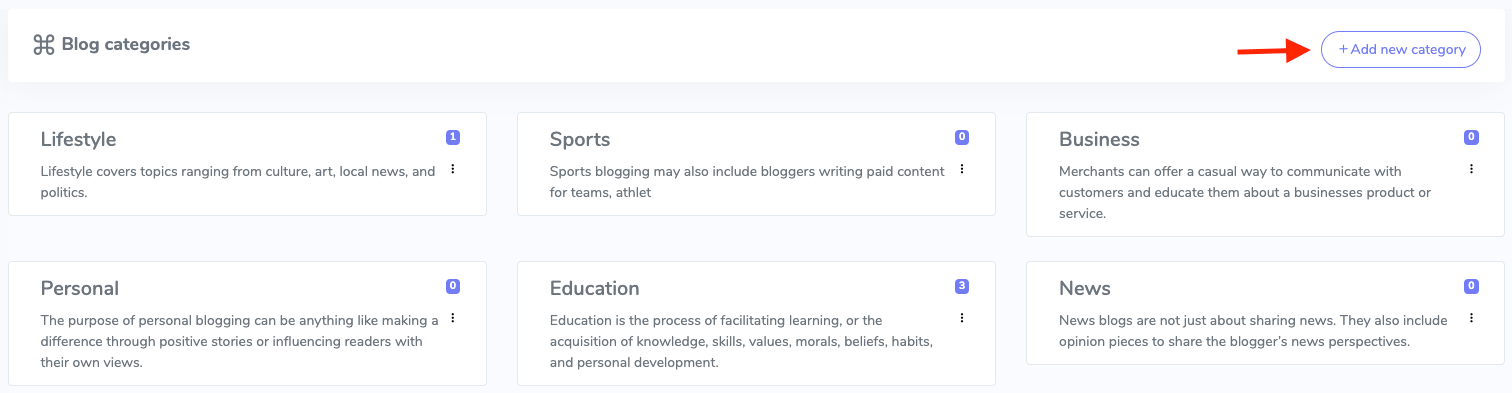 Blog categories
+ Add new category
Lifestyle 1
Lifestyle covers topics ranging from culture, art, local news, and
politics.
Sports 0
Sports blogging may also include bloggers writing paid content
for teams, athlet
Business 0
Merchants can offer a casual way to communicate with
customers and educate them about a businesses product or
service.
Personal 0
The purpose of personal blogging can be anything like making a
difference through positive stories or influencing readers with
their own views.
Education 3
Education is the process of facilitating learning, or the
acquisition of knowledge, skills, values, morals, beliefs, habits,
and personal development.
News 0
News blogs are not just about sharing news. They also include
opinion pieces to share the blogger's news perspectives.